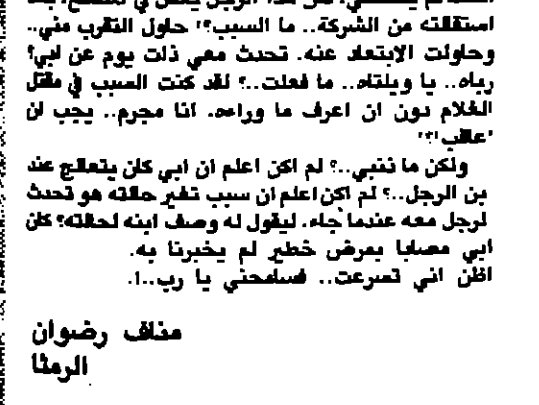 استقالته من الشركة.. ما السبب؟" حاول التقرب مني..
وحاولت الابتعاد عنه. تحدث معي ذات يوم عن ابي؟
رباه.. يا ويلتاه.. ما فعلت..؟ لقد كنت السبب في مقتل
الغلام دون ان اعرف ما وراءه. انا مجرم.. يجب ان
عاقب!؟"
ولكن ما ذنبي..؟ لم اكن اعلم ان ابي كان يتعالج عند
بن الرجل..؟ لم اكن اعلم ان سبب تغير حالته هو تحدث
لرجل معه عندما جاء. ليقول له وصف ابنه لحالته؟ كان
ابي مصابا بمرض خطير لم يخبرنا به.
اظن اني تسرعت.. فسامحني يا رب..!.
مناف رضوان
الرمثا